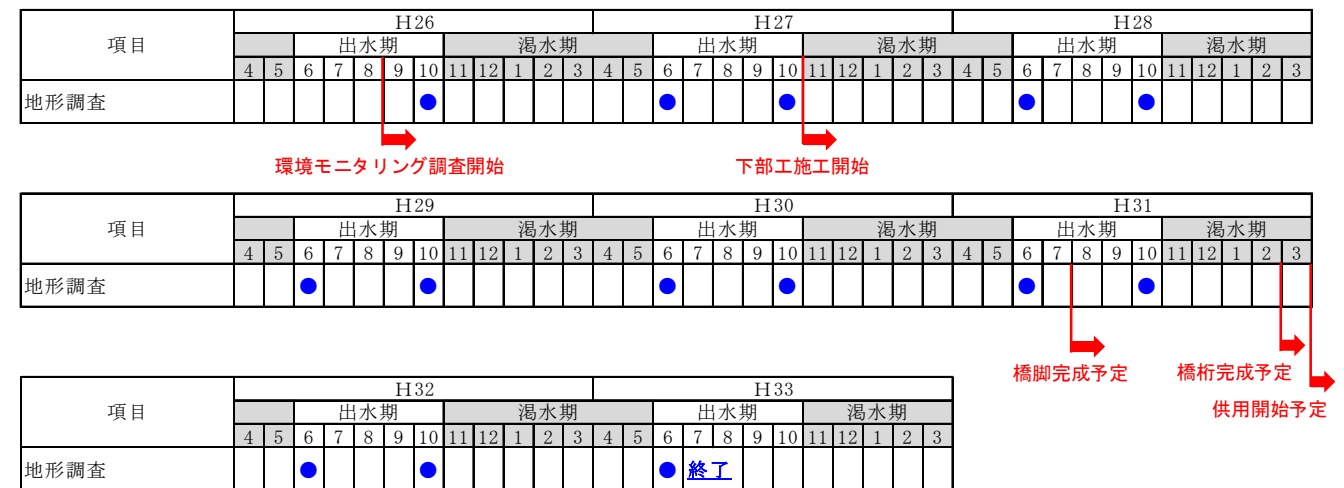 項目 H26 H27 H28
出水期 渇水期 出水期 渇水期 出水期 渇水期
4 5 6 7 8 9 10 11 12 1 2 3 4 5 6 7 8 9 10 11 12 1 2 3 4 5 6 7 8 9 10 11 12 1 2 3
地形調査 ● ● ● ● ●
環境モニタリング調査開始 下部工施工開始
項目 H29 H30 H31
出水期 渇水期 出水期 渇水期 出水期 渇水期
4 5 6 7 8 9 10 11 12 1 2 3 4 5 6 7 8 9 10 11 12 1 2 3 4 5 6 7 8 9 10 11 12 1 2 3
地形調査 ● ● ● ● ● ●
橋脚完成予定 橋桁完成予定
供用開始予定
項目 H32 H33
出水期 渇水期 出水期 渇水期
4 5 6 7 8 9 10 11 12 1 2 3 4 5 6 7 8 9 10 11 12 1 2 3
地形調査 ● ● ● 終了